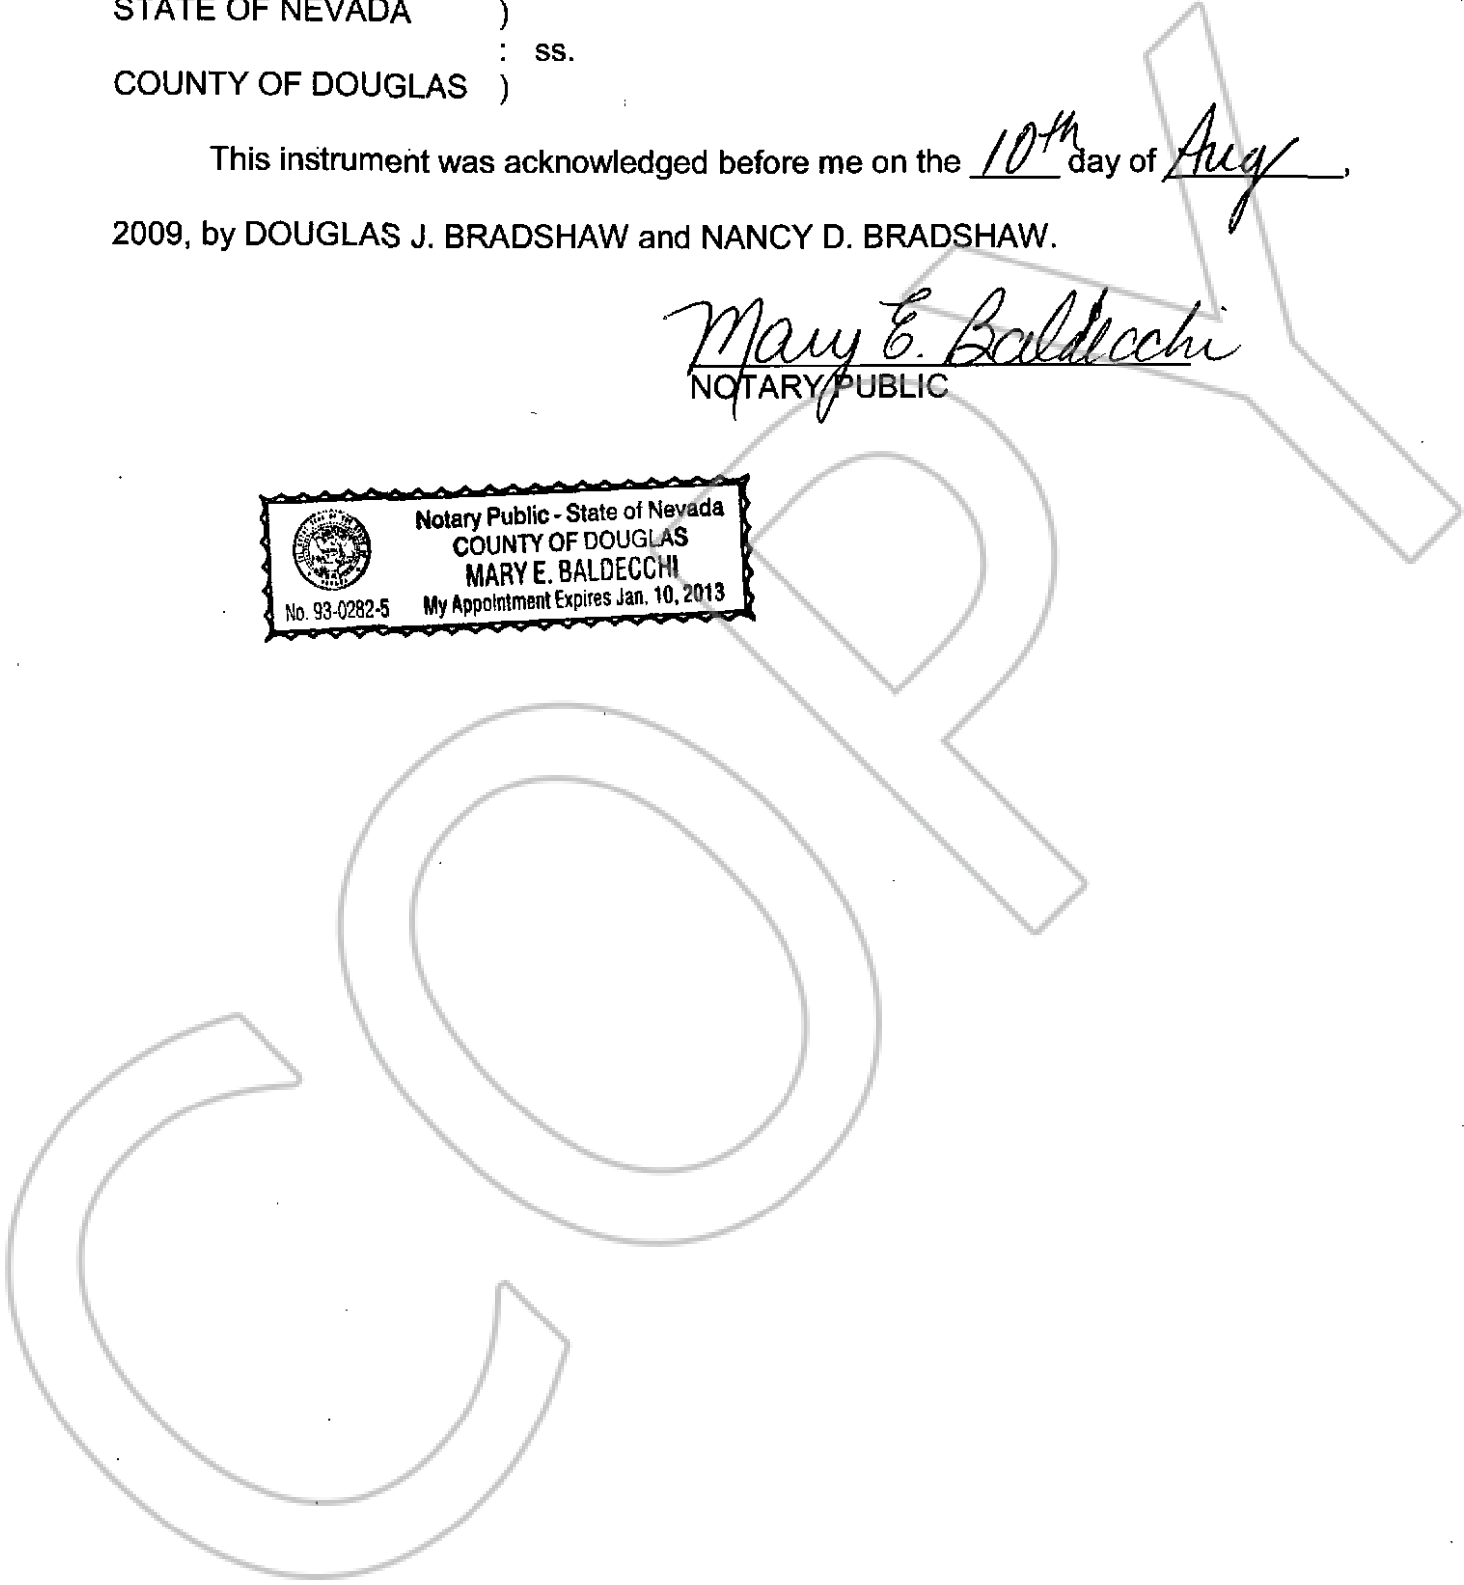 STATE OF NEVADA )
: ss.
COUNTY OF DOUGLAS )
This instrument was acknowledged before me on the 10th day of Aug,
2009, by DOUGLAS J. BRADSHAW and NANCY D. BRADSHAW.
Mary E. Baldecchi
NOTARY PUBLIC
Notary Public - State of Nevada
COUNTY OF DOUGLAS
MARY E. BALDECCHI
No. 93-0282-5 My Appointment Expires Jan. 10, 2013
COPY